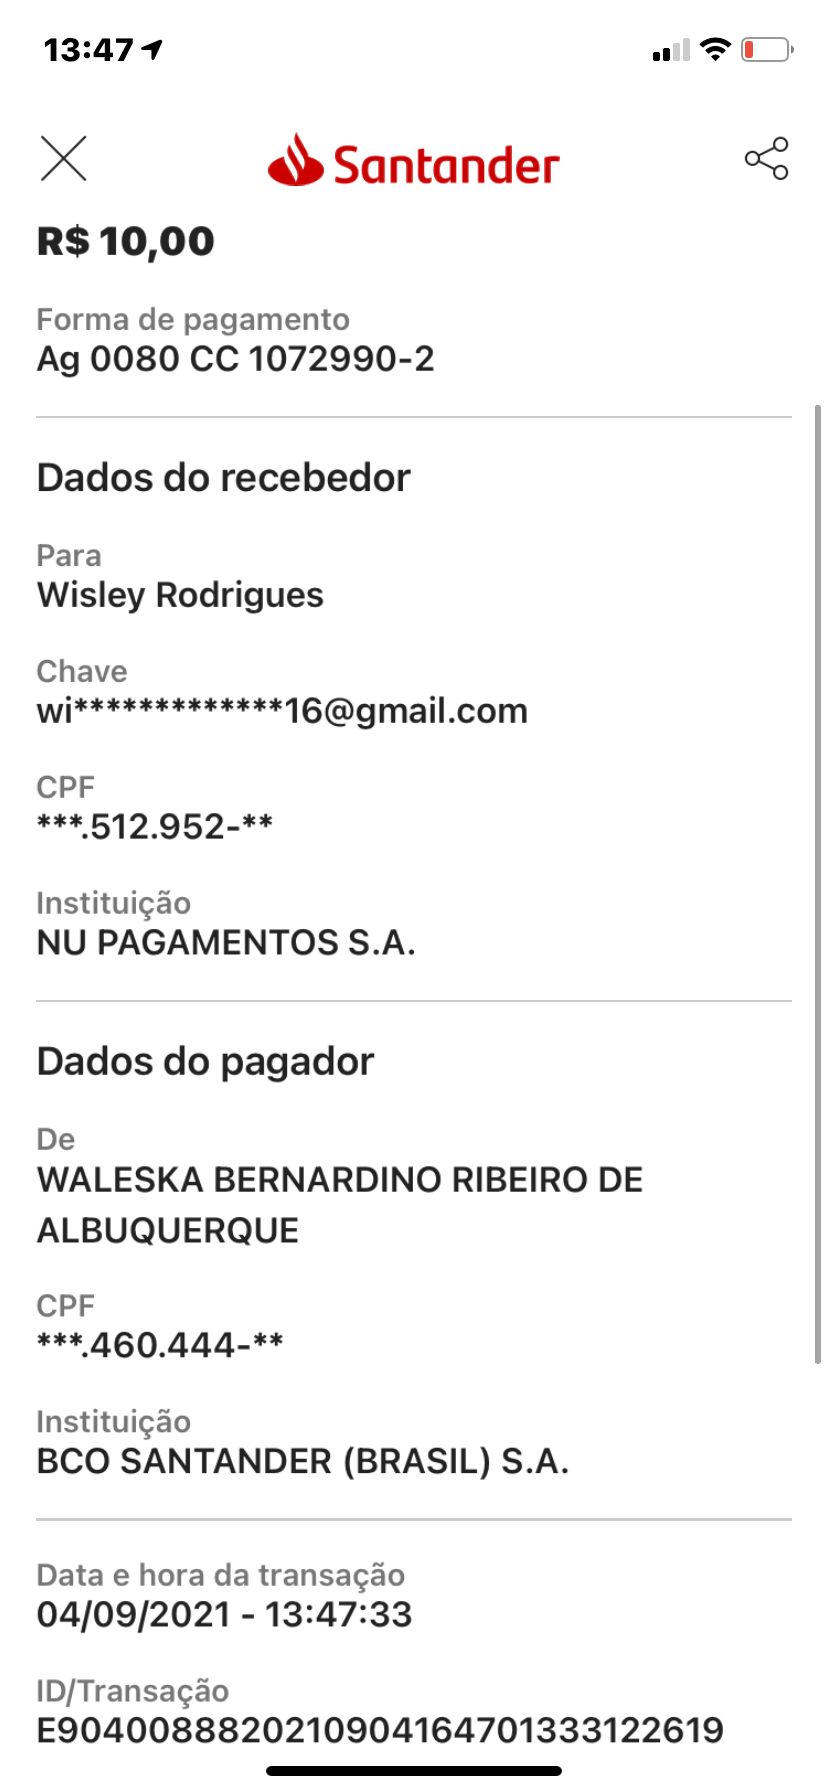 13:47
Santander
R$ 10,00
Forma de pagamento
Ag 0080 CC 1072990-2
Dados do recebedor
Para
Wisley Rodrigues
Chave
wi*************16@gmail.com
CPF
***.512.952-**
Instituição
NU PAGAMENTOS S.A.
Dados do pagador
De
WALESKA BERNARDINO RIBEIRO DE
ALBUQUERQUE
CPF
***.460.444-**
Instituição
BCO SANTANDER (BRASIL) S.A.
Data e hora da transação
04/09/2021 - 13:47:33
ID/Transação
E9040088820210904164701333122619